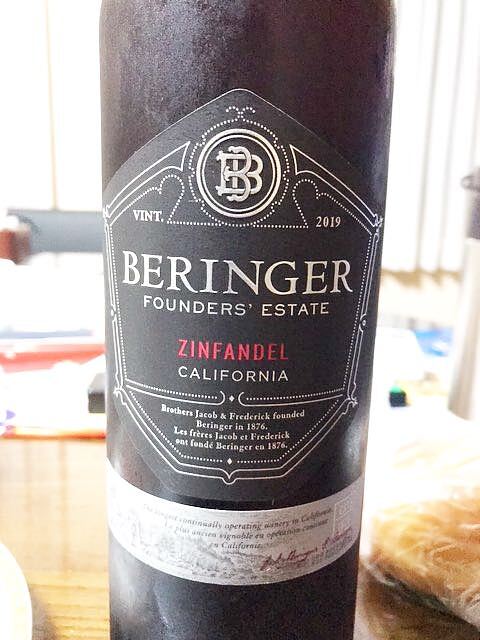 BB
VINT. 2019
BERINGER
FOUNDERS' ESTATE
ZINFANDEL
CALIFORNIA
Brothers Jacob & Frederick founded
Beringer in 1876.
Les frères Jacob et Frederick
ont fondé Beringer en 1876.
The longest continually operating winery in California.
Le plus ancien vignoble en opération continue
en Californie.